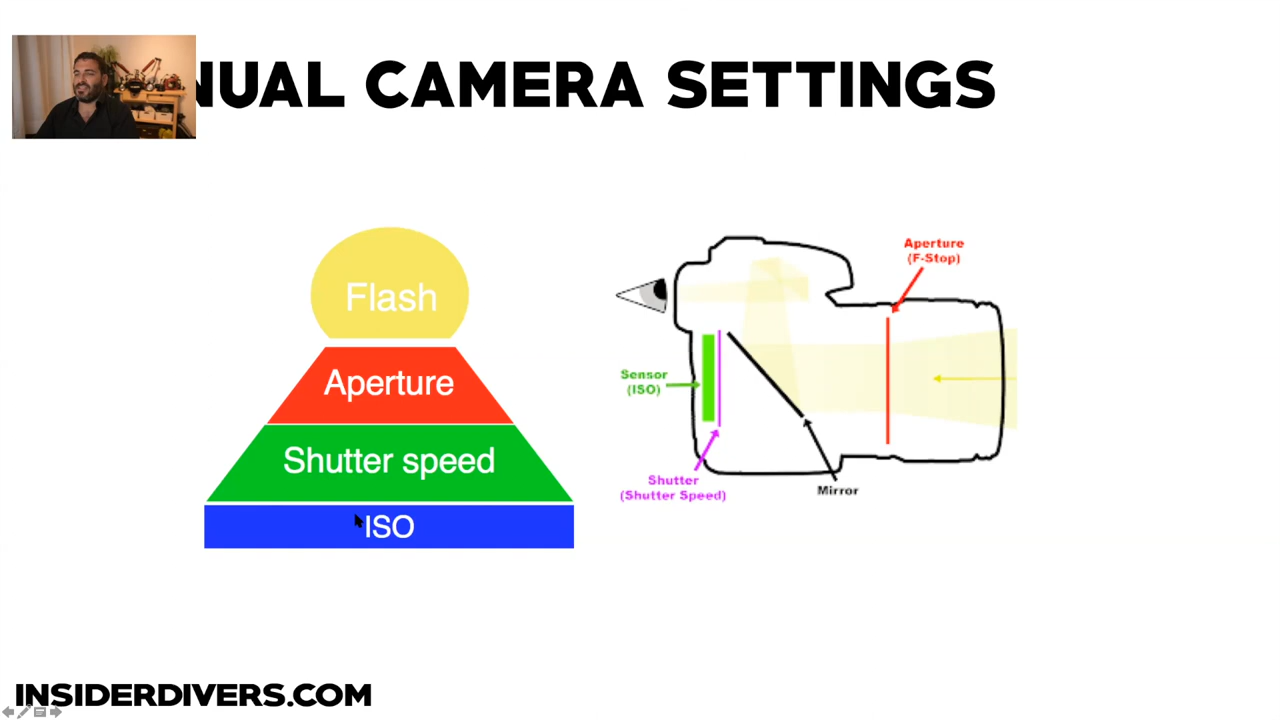 NUAL CAMERA SETTINGS
Flash
Aperture
Shutter speed
ISO
Aperture
(F-Stop)
Sensor
(ISO)
Shutter
(Shutter Speed)
Mirror
INSIDERDIVERS.COM